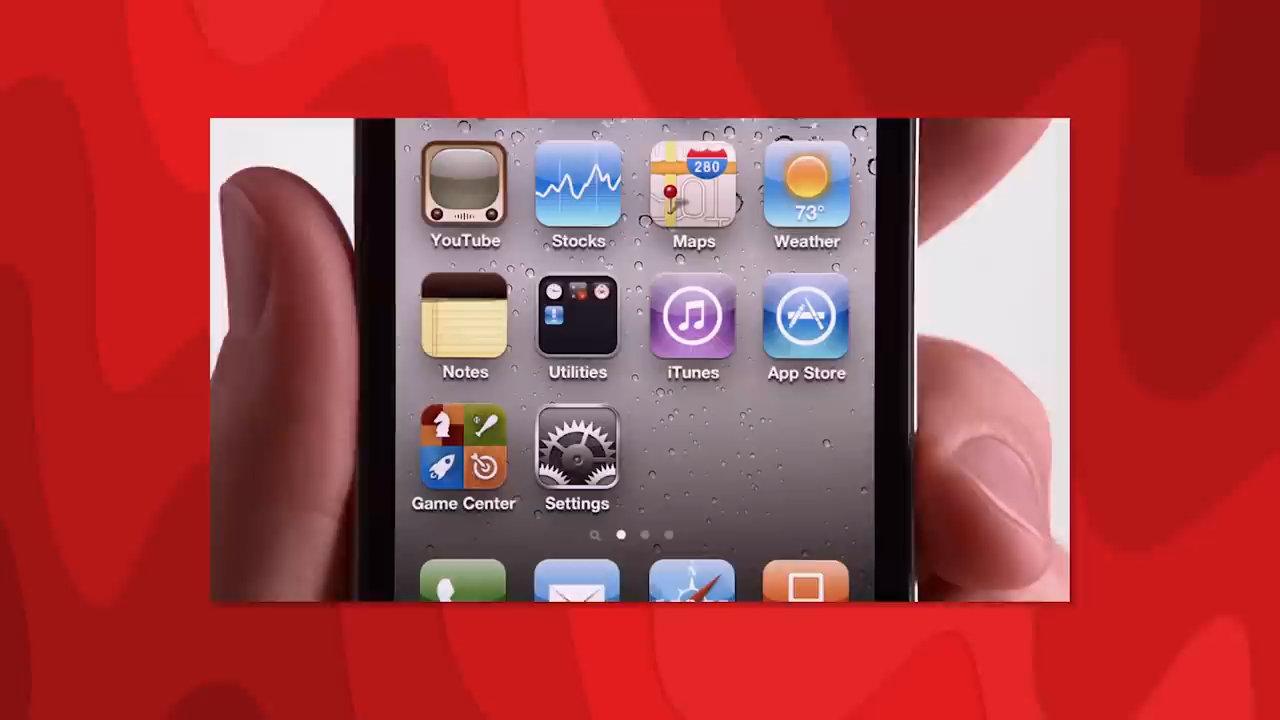 280
73°
YouTube
Stocks
Maps
Weather
Notes
Utilities
iTunes
App Store
Game Center
Settings